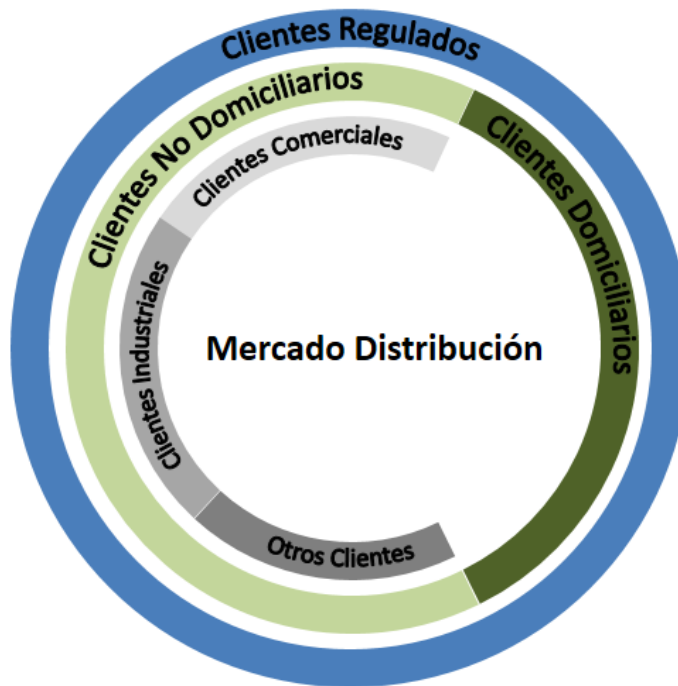 Clientes Regulados
Clientes No Domiciliarios
Clientes Domiciliarios
Clientes Comerciales
Clientes Industriales
Mercado Distribución
Otros Clientes